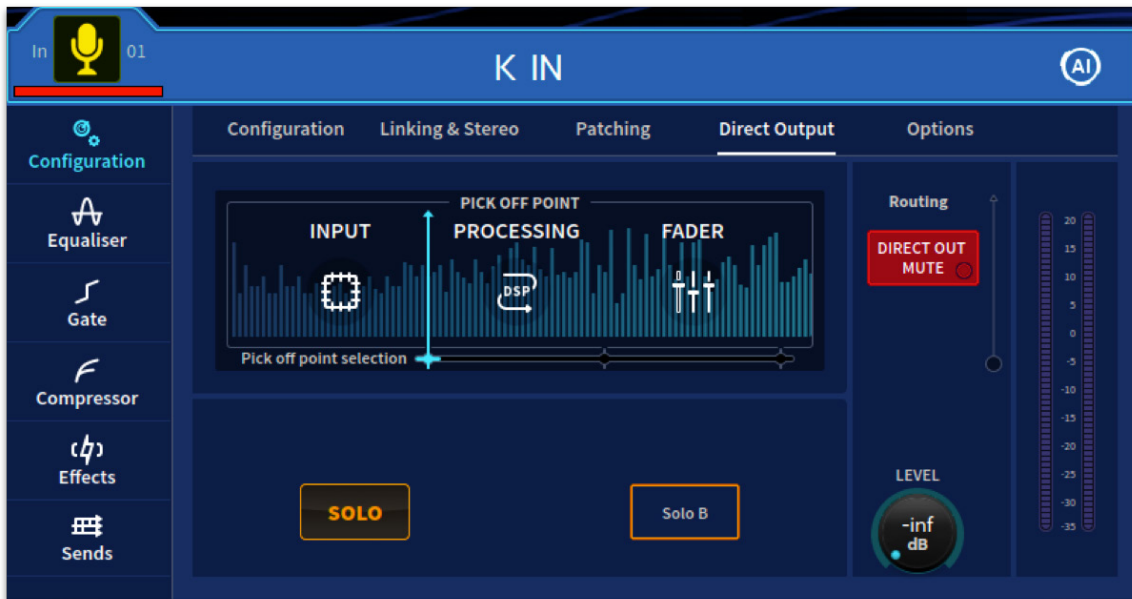 In
01
K IN
AI
Configuration
Equaliser
Gate
Compressor
Effects
Sends
Configuration Linking & Stereo Patching Direct Output Options
PICK OFF POINT
INPUT PROCESSING FADER
DSP
Pick off point selection
SOLO
Solo B
Routing
DIRECT OUT
MUTE
LEVEL
-inf
dB
20
15
10
5
0
-5
-10
-15
-20
-25
-30
-35